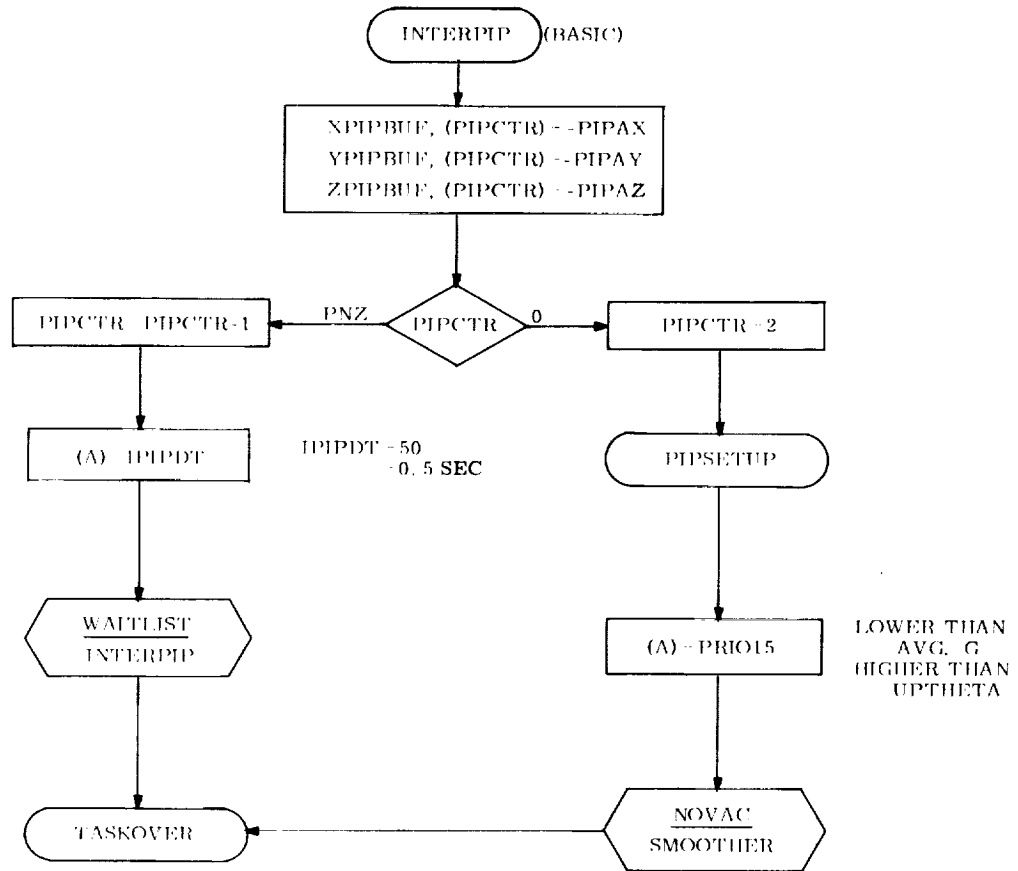 INTERPIP (BASIC)
XPIPBUF, (PIPCTR) - -PIPAX
YPIPBUF, (PIPCTR) - -PIPAY
ZPIPBUF, (PIPCTR) - -PIPAZ
PNZ PIPCTR 0
PIPCTR PIPCTR-1
PIPCTR - 2
(A) IPIPDT
IPIPDT - 50
-0.5 SEC
PIPSETUP
WAITLIST
INTERPIP
(A) - PRIO15
LOWER THAN
AVG. G
HIGHER THAN
UPTHETA
TASKOVER
NOVAC
SMOOTHER